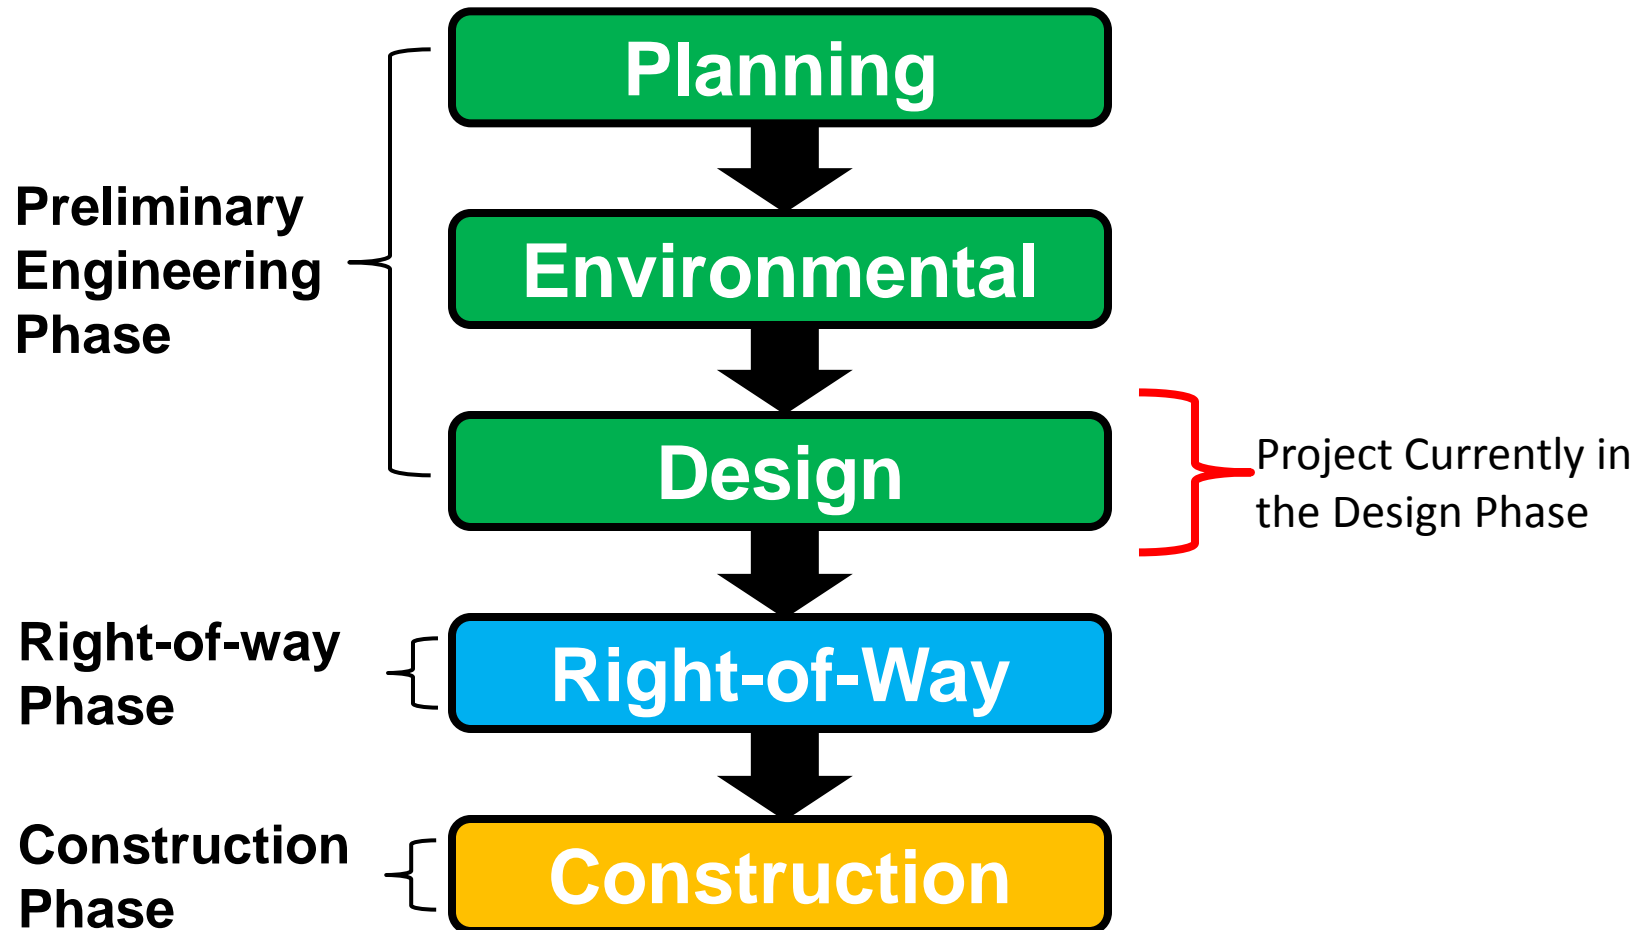 Planning
Preliminary
Engineering
Phase
Environmental
Design
Project Currently in
the Design Phase
Right-of-way
Phase
Right-of-Way
Construction
Phase
Construction